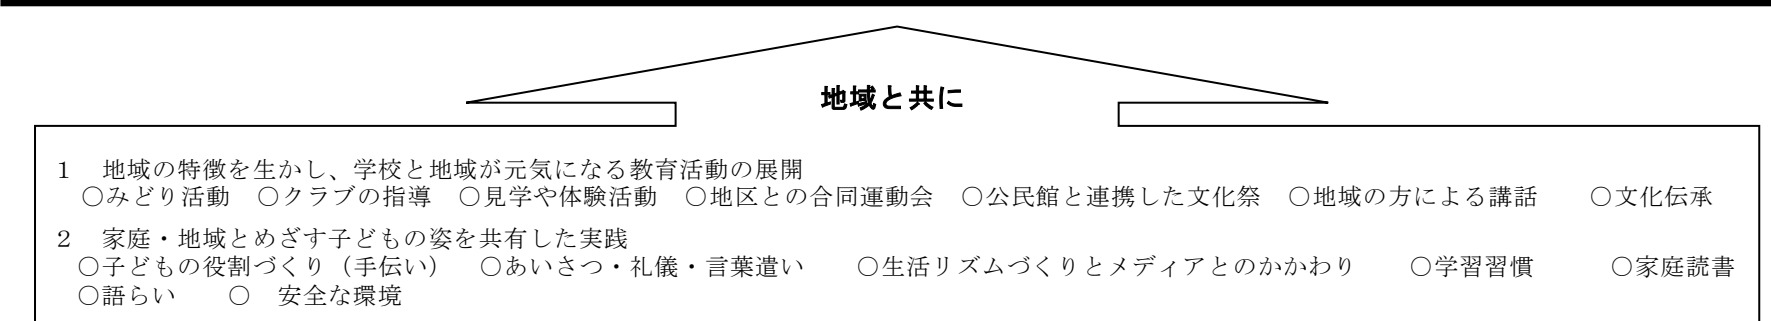 地域と共に
１　地域の特徴を生かし、学校と地域が元気になる教育活動の展開
○みどり活動　○クラブの指導　○見学や体験活動　○地区との合同運動会　○公民館と連携した文化祭　○地域の方による講話　　○文化伝承
２　家庭・地域とめざす子どもの姿を共有した実践
○子どもの役割づくり（手伝い）　○あいさつ・礼儀・言葉遣い　　○生活リズムづくりとメディアとのかかわり　　○学習習慣　　　○家庭読書
○語らい　　○　安全な環境